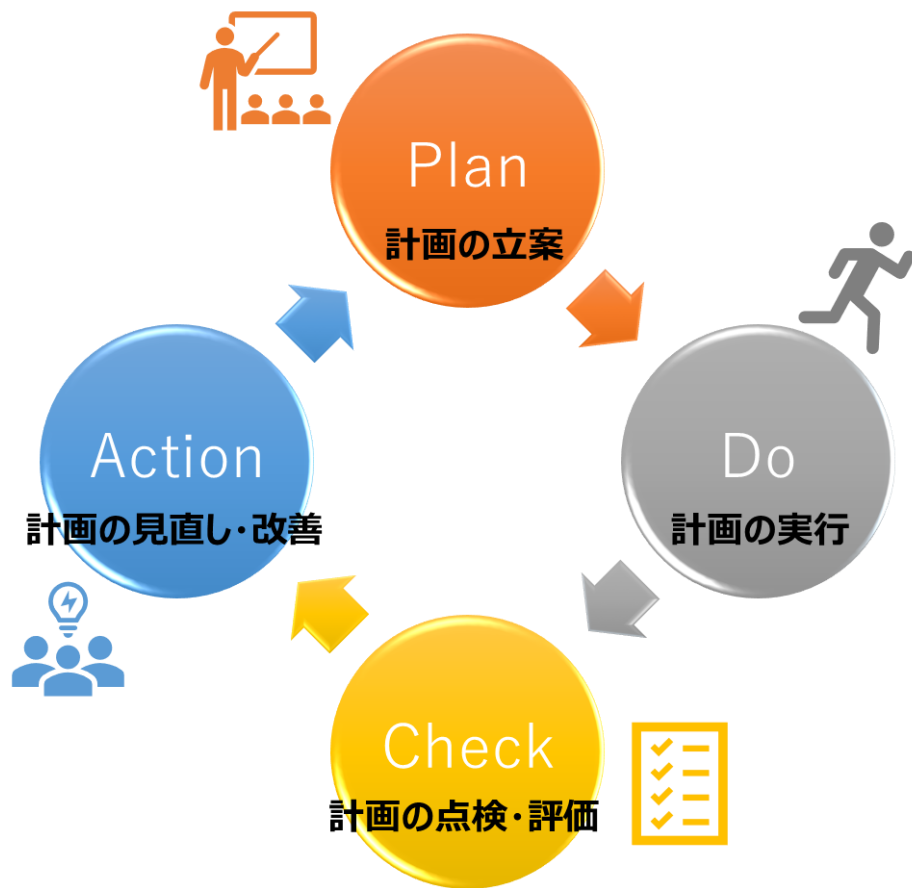 Plan
計画の立案
Do
計画の実行
Check
計画の点検・評価
Action
計画の見直し・改善